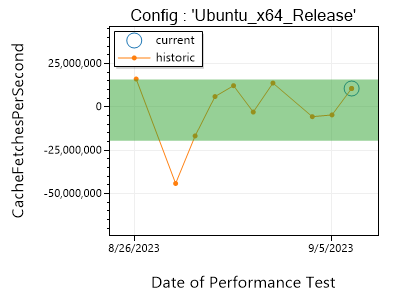 Config : 'Ubuntu_x64_Release'
current
historic
CacheFetchesPerSecond
25,000,000
0
-25,000,000
-50,000,000
8/26/2023
9/5/2023
Date of Performance Test